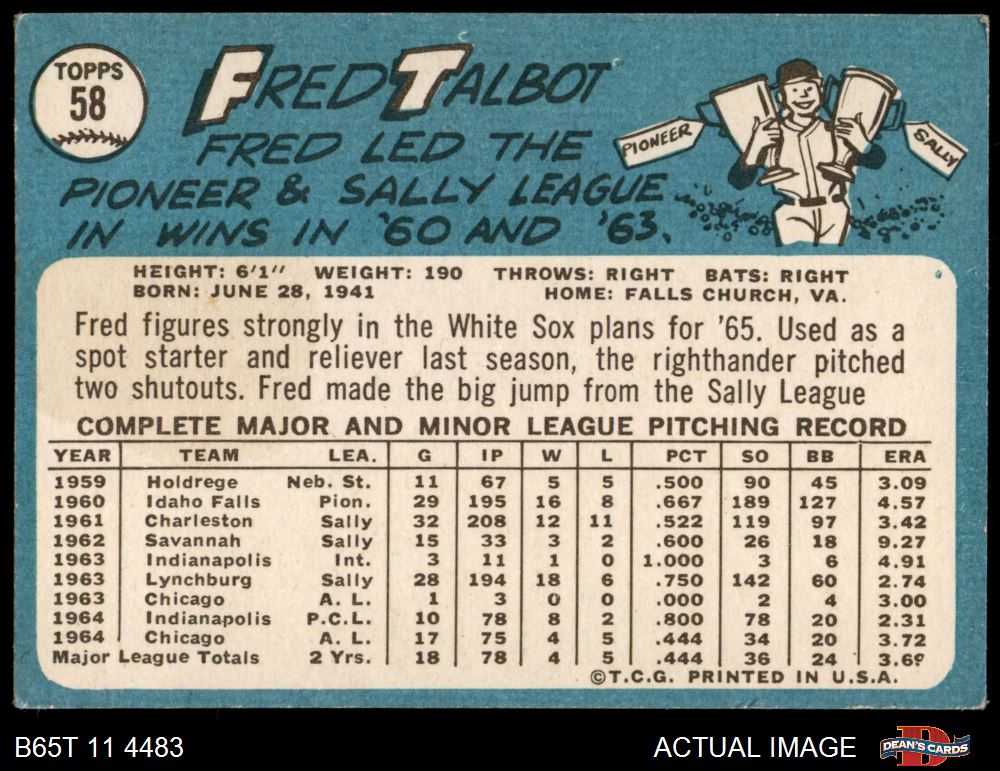 TOPPS
58
FRED TALBOT
FRED LED THE
PIONEER & SALLY LEAGUE
IN WINS IN '60 AND '63.
PIONEER
SALLY
HEIGHT: 6'1" WEIGHT: 190 THROWS: RIGHT BATS: RIGHT
BORN: JUNE 28, 1941 HOME: FALLS CHURCH, VA.
Fred figures strongly in the White Sox plans for '65. Used as a
spot starter and reliever last season, the righthander pitched
two shutouts. Fred made the big jump from the Sally League
COMPLETE MAJOR AND MINOR LEAGUE PITCHING RECORD
YEAR TEAM LEA. G IP W L PCT SO BB ERA
1959 Holdrege Neb. St. 11 67 5 5 .500 90 45 3.09
1960 Idaho Falls Pion. 29 195 16 8 .667 189 127 4.57
1961 Charleston Sally 32 208 12 11 .522 119 97 3.42
1962 Savannah Sally 15 33 3 2 .600 26 18 9.27
1963 Indianapolis Int. 3 11 1 0 1.000 3 6 4.91
1963 Lynchburg Sally 28 194 18 6 .750 142 60 2.74
1963 Chicago A. L. 1 3 0 0 .000 2 4 3.00
1964 Indianapolis P.C.L. 10 78 8 2 .800 78 20 2.31
1964 Chicago A. L. 17 75 4 5 .444 34 20 3.72
Major League Totals 2 Yrs. 18 78 4 5 .444 36 24 3.69
©T.C.G. PRINTED IN U.S.A.
B65T 11 4483 ACTUAL IMAGE DEAN'S CARDS